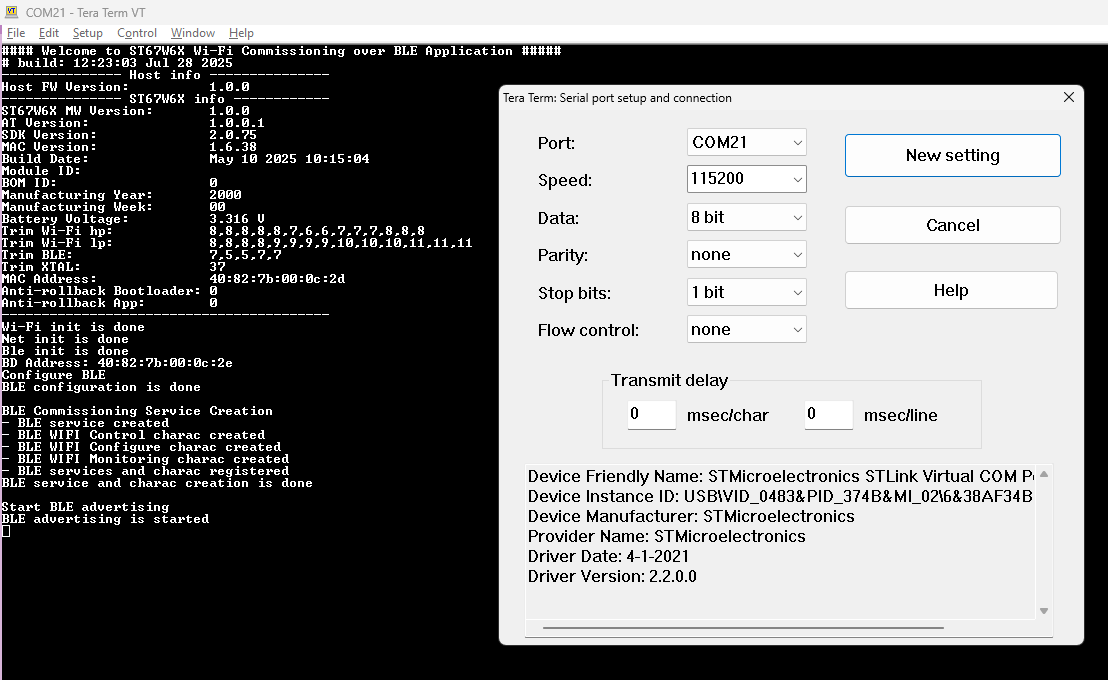 COM21 - Tera Term VT
File Edit Setup Control Window Help
#### Welcome to ST67W6X Wi-Fi Commissioning over BLE Application #####
# build: 12:23:03 Jul 28 2025
--------------- Host info ---------------
Host FW Version: 1.0.0
--------------- ST67W6X info ------------
ST67W6X MW Version: 1.0.0
AT Version: 1.0.0.1
SDK Version: 2.0.75
MAC Version: 1.6.38
Build Date: May 10 2025 10:15:04
Module ID:
BOM ID: 0
Manufacturing Year: 2000
Manufacturing Week: 00
Battery Voltage: 3.316 V
Trim Wi-Fi hp: 8,8,8,8,8,7,6,6,7,7,7,8,8,8
Trim Wi-Fi lp: 8,8,8,8,9,9,9,9,10,10,10,11,11,11
Trim BLE: 7,5,5,7,7
Trim XTAL: 37
MAC Address: 40:82:7b:00:0c:2d
Anti-rollback Bootloader: 0
Anti-rollback App: 0
-----------------------------------------
Wi-Fi init is done
Net init is done
Ble init is done
BD Address: 40:82:7b:00:0c:2e
Configure BLE
BLE configuration is done
BLE Commissioning Service Creation
- BLE service created
- BLE WIFI Control charac created
- BLE WIFI Configure charac created
- BLE WIFI Monitoring charac created
- BLE services and charac registered
BLE service and charac creation is done
Start BLE advertising
BLE advertising is started
Tera Term: Serial port setup and connection
Port: COM21
New setting
Speed: 115200
Data: 8 bit
Cancel
Parity: none
Stop bits: 1 bit
Help
Flow control: none
Transmit delay
0 msec/char 0 msec/line
Device Friendly Name: STMicroelectronics STLink Virtual COM
Device Instance ID: USB\VID_0483&PID_374B&MI_02\6&38AF34B
Device Manufacturer: STMicroelectronics
Provider Name: STMicroelectronics
Driver Date: 4-1-2021
Driver Version: 2.2.0.0